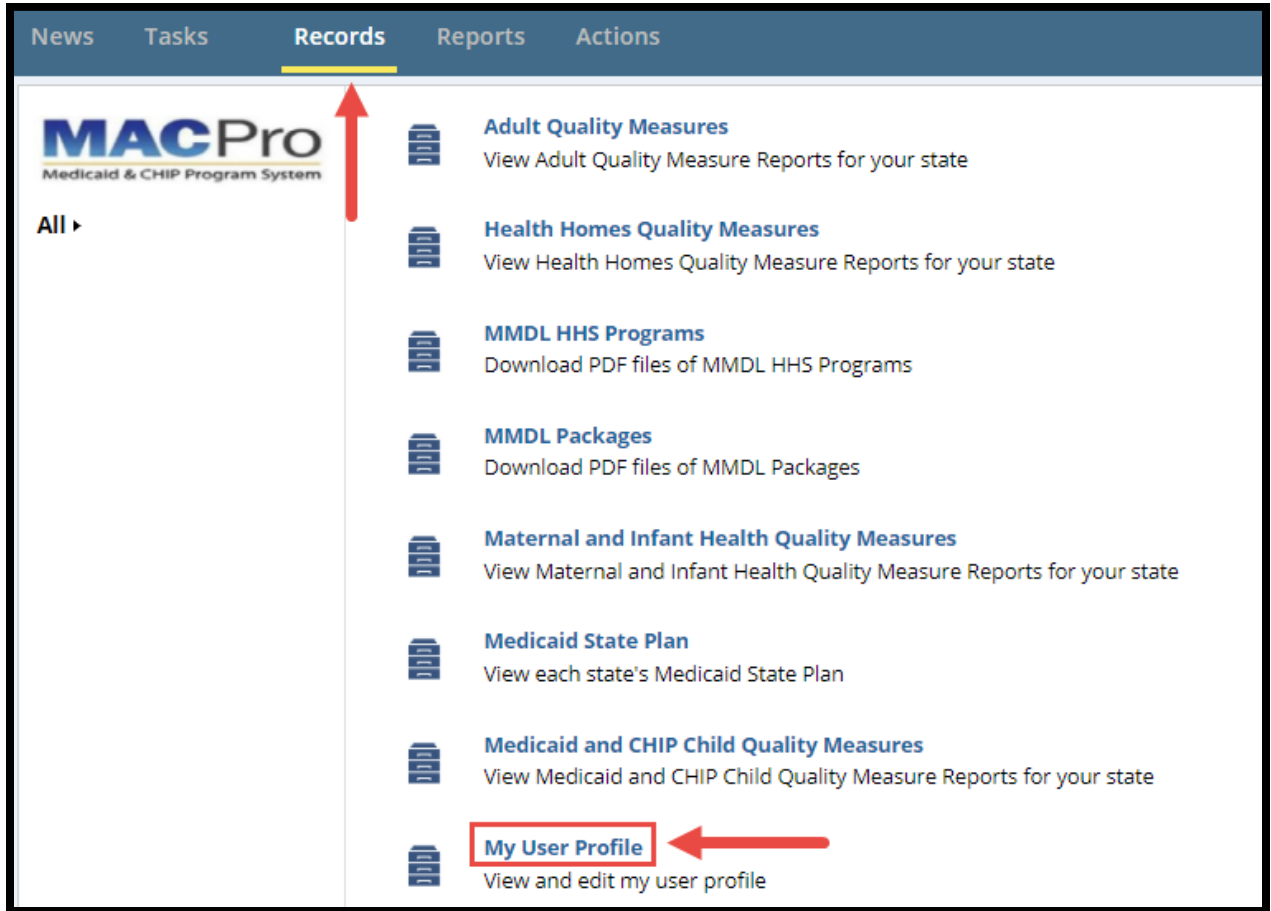 News Tasks Records Reports Actions
MACPro
Medicaid & CHIP Program System
All
Adult Quality Measures
View Adult Quality Measure Reports for your state
Health Homes Quality Measures
View Health Homes Quality Measure Reports for your state
MMDL HHS Programs
Download PDF files of MMDL HHS Programs
MMDL Packages
Download PDF files of MMDL Packages
Maternal and Infant Health Quality Measures
View Maternal and Infant Health Quality Measure Reports for your state
Medicaid State Plan
View each state's Medicaid State Plan
Medicaid and CHIP Child Quality Measures
View Medicaid and CHIP Child Quality Measure Reports for your state
My User Profile
View and edit my user profile